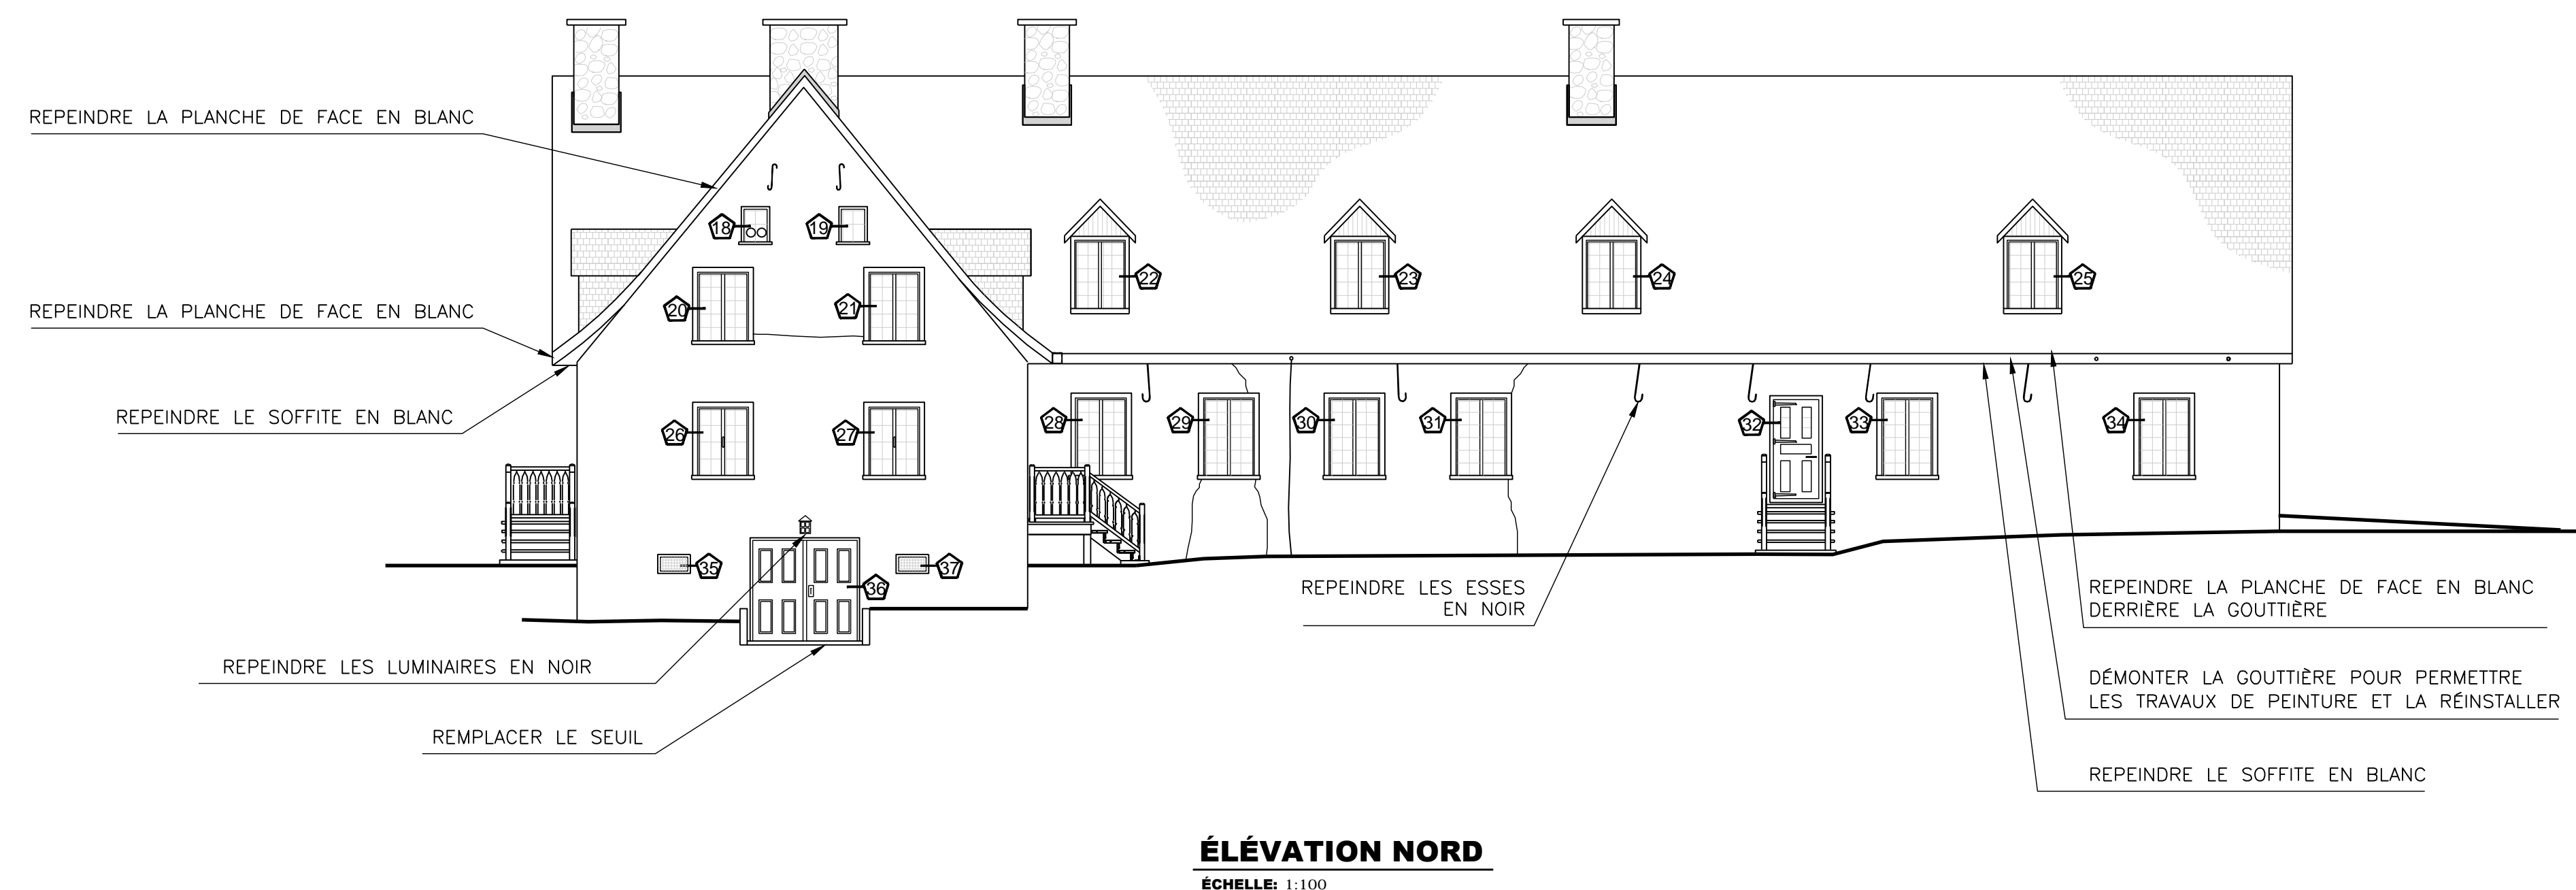 REPEINDRE LA PLANCHE DE FACE EN BLANC
18
19
22
23
24
25
20
21
REPEINDRE LA PLANCHE DE FACE EN BLANC
REPEINDRE LE SOFFITE EN BLANC
26
27
28
29
30
31
32
33
34
35
36
37
REPEINDRE LES ESSES
EN NOIR
REPEINDRE LA PLANCHE DE FACE EN BLANC
DERRIÈRE LA GOUTTIÈRE
REPEINDRE LES LUMINAIRES EN NOIR
DÉMONTER LA GOUTTIÈRE POUR PERMETTRE
LES TRAVAUX DE PEINTURE ET LA RÉINSTALLER
REMPLACER LE SEUIL
REPEINDRE LE SOFFITE EN BLANC
ÉLÉVATION NORD
ÉCHELLE: 1:100